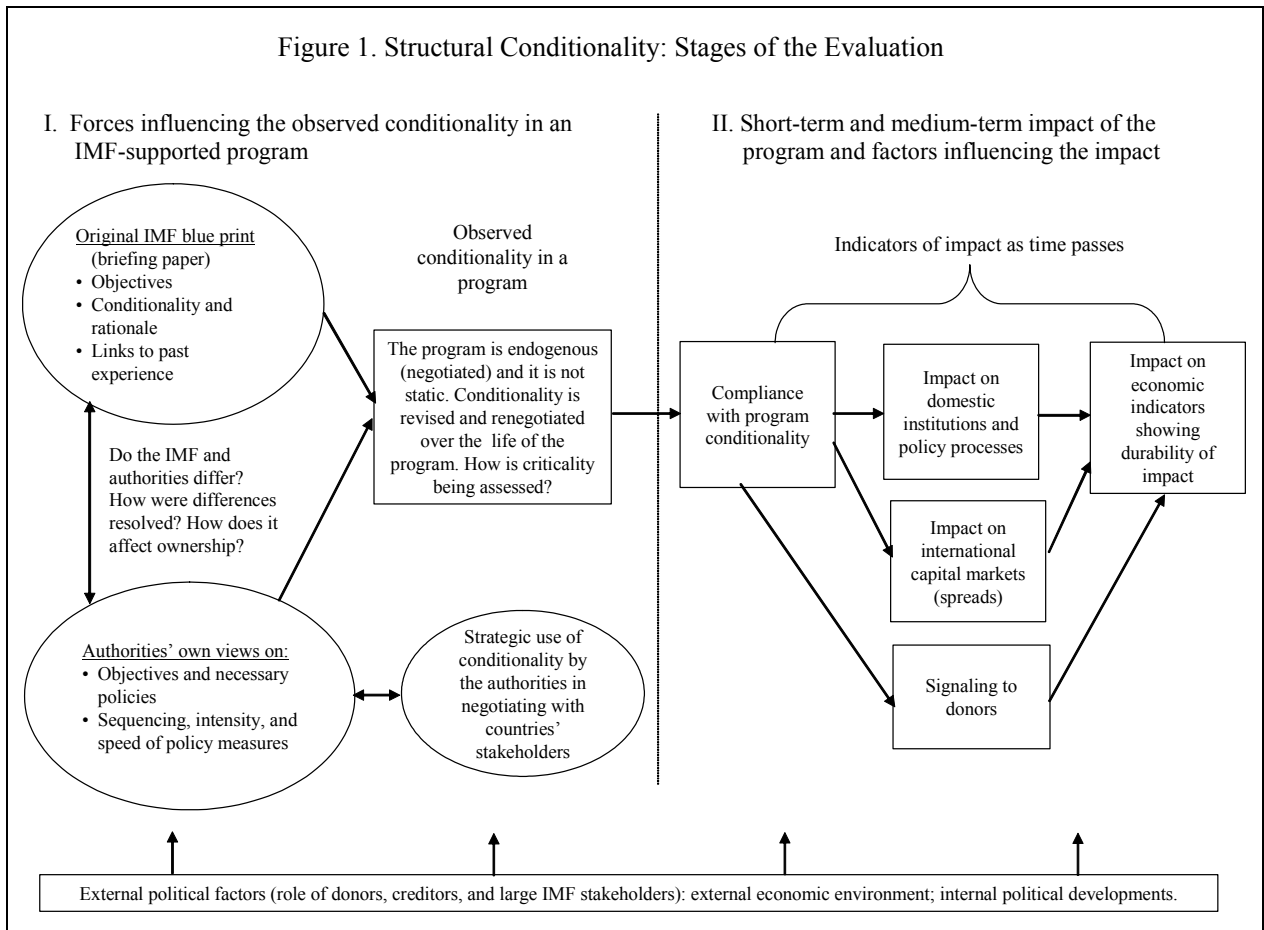 Figure 1. Structural Conditionality: Stages of the Evaluation
I. Forces influencing the observed conditionality in an
IMF-supported program
II. Short-term and medium-term impact of the
program and factors influencing the impact
Original IMF blue print
(briefing paper)
• Objectives
• Conditionality and
rationale
• Links to past
experience
Observed
conditionality in a
program
The program is endogenous
(negotiated) and it is not
static. Conditionality is
revised and renegotiated
over the life of the
program. How is criticality
being assessed?
Do the IMF and
authorities differ?
How were differences
resolved? How does it
affect ownership?
Authorities’ own views on:
• Objectives and necessary
policies
• Sequencing, intensity, and
speed of policy measures
Strategic use of
conditionality by
the authorities in
negotiating with
countries’
stakeholders
Indicators of impact as time passes
Compliance
with program
conditionality
Impact on
domestic
institutions and
policy processes
Impact on
international
capital markets
(spreads)
Signaling to
donors
Impact on
economic
indicators
showing
durability of
impact
External political factors (role of donors, creditors, and large IMF stakeholders): external economic environment; internal political developments.